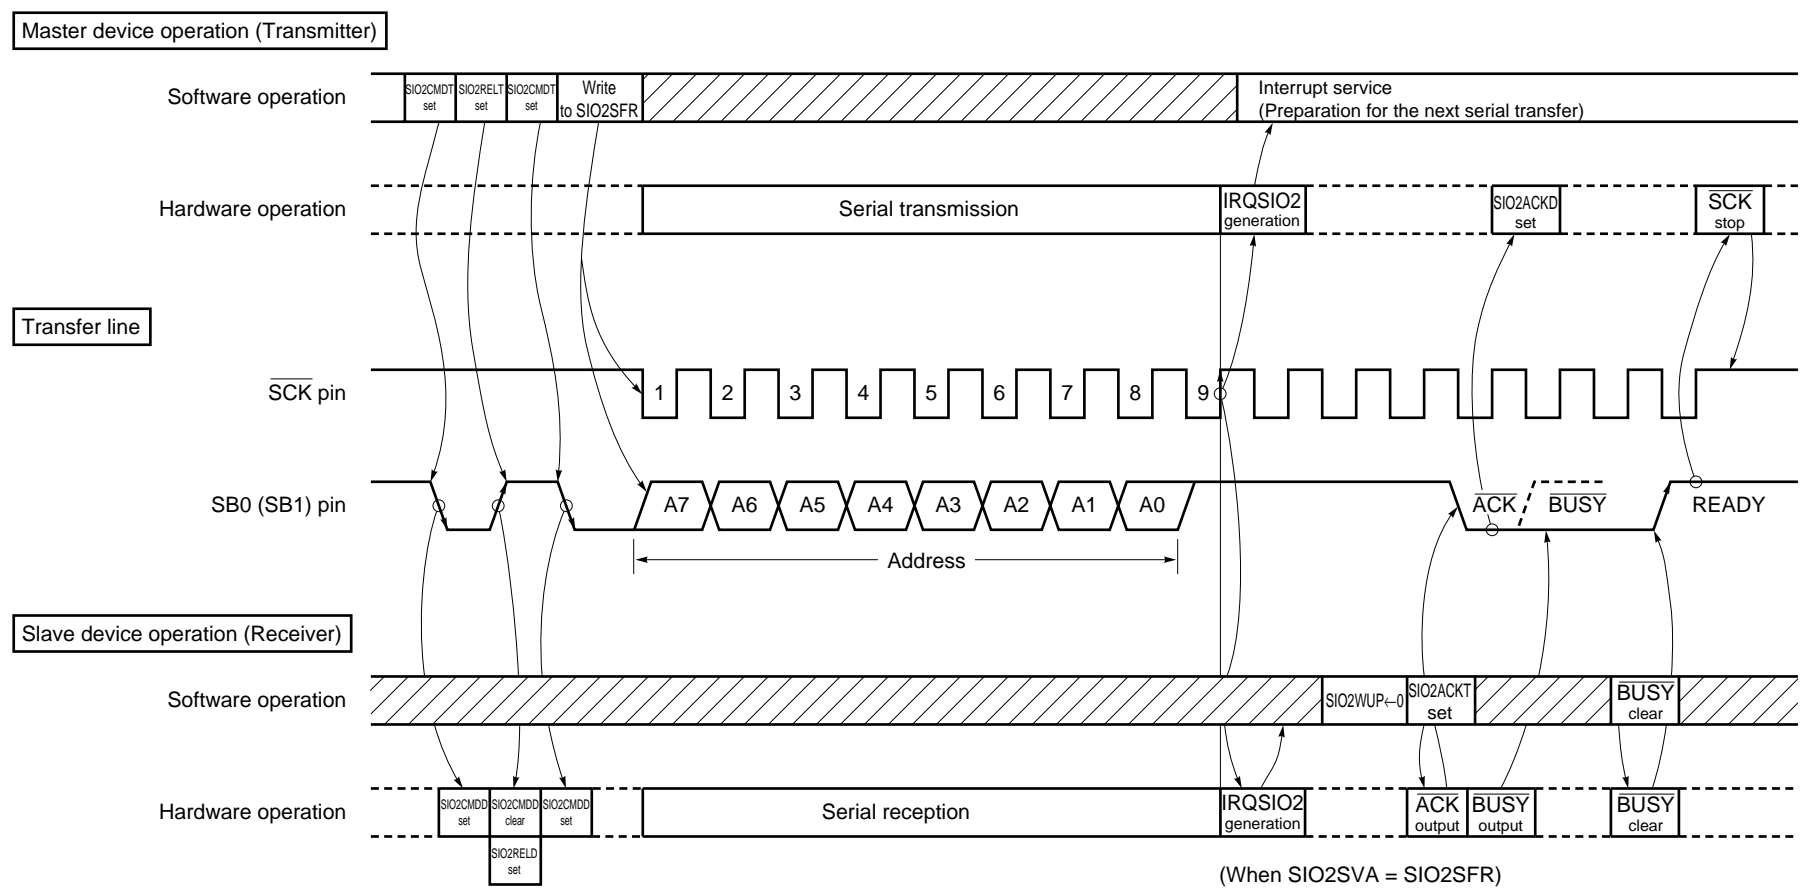 Master device operation (Transmitter)
Software operation
SIO2CMDT set
SIO2RELT set
SIO2CMDT set
Write to SIO2SFR
Interrupt service
(Preparation for the next serial transfer)
Hardware operation
Serial transmission
IRQSIO2 generation
SIO2ACKD set
SCK stop
Transfer line
SCK pin
1 2 3 4 5 6 7 8 9
SB0 (SB1) pin
A7 A6 A5 A4 A3 A2 A1 A0
ACK
BUSY
READY
Address
Slave device operation (Receiver)
Software operation
SIO2WUP←0
SIO2ACKT set
BUSY clear
Hardware operation
SIO2CMDD set
SIO2CMDD clear
SIO2CMDD set
SIO2RELD set
Serial reception
IRQSIO2 generation
ACK output
BUSY output
BUSY clear
(When SIO2SVA = SIO2SFR)